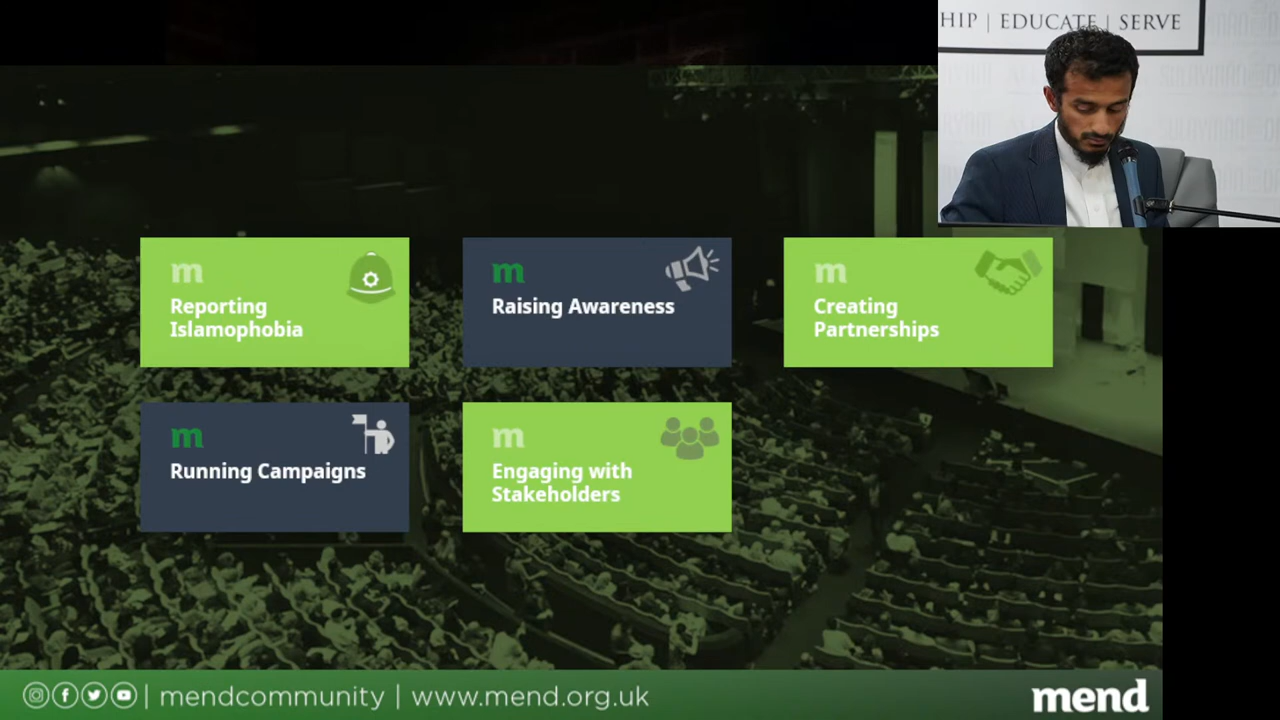 HIP | EDUCATE | SERVE
m
Reporting
Islamophobia
m
Raising Awareness
m
Creating
Partnerships
m
Running Campaigns
m
Engaging with
Stakeholders
| mendcommunity | www.mend.org.uk
mend